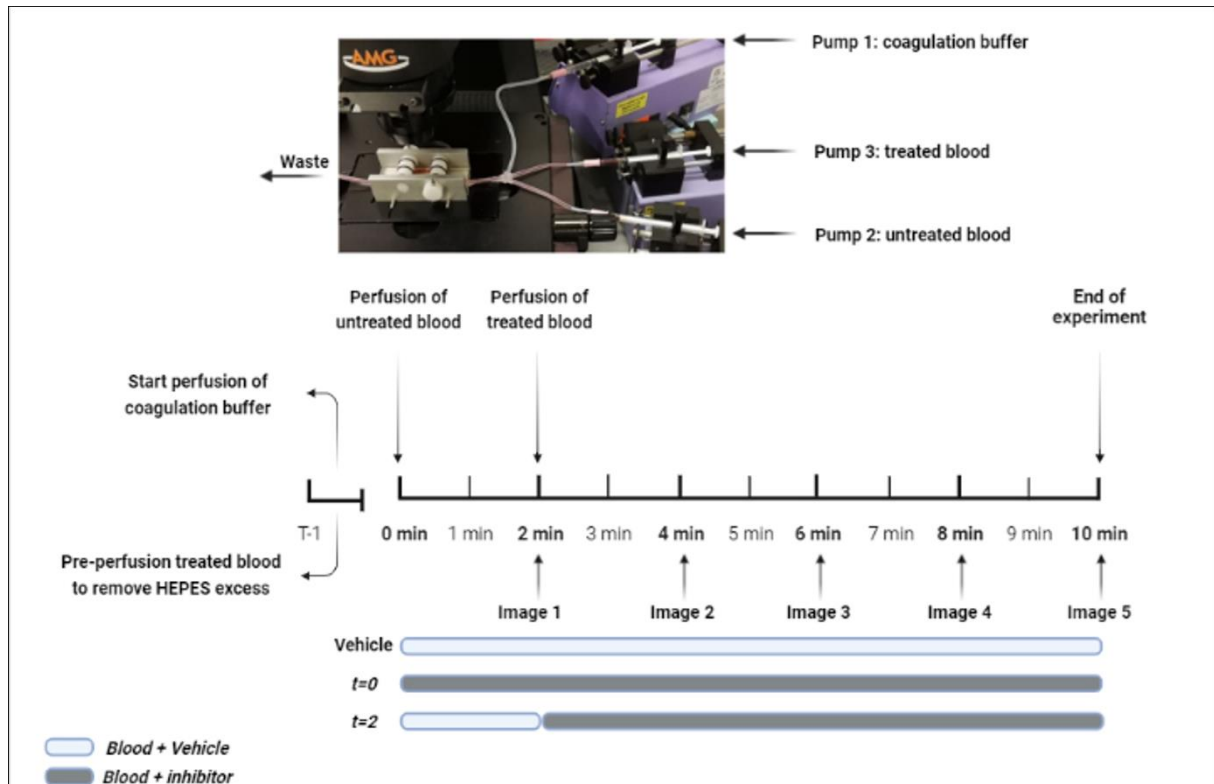 AMG
Pump 1: coagulation buffer
Waste
Pump 3: treated blood
Pump 2: untreated blood
Perfusion of
untreated blood
Perfusion of
treated blood
End of
experiment
Start perfusion of
coagulation buffer
T-1
0 min 1 min 2 min 3 min 4 min 5 min 6 min 7 min 8 min 9 min 10 min
Pre-perfusion treated blood
to remove HEPES excess
Image 1 Image 2 Image 3 Image 4 Image 5
Vehicle
t=0
t=2
Blood + Vehicle
Blood + inhibitor